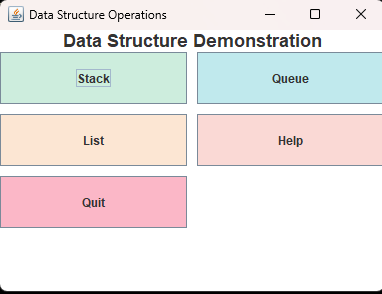 Data Structure Operations
Data Structure Demonstration
Stack
Queue
List
Help
Quit